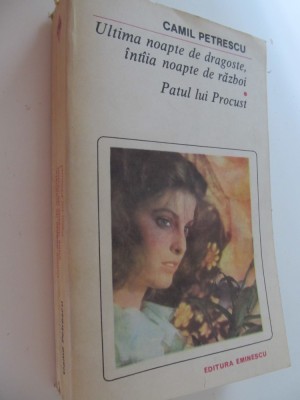 CAMIL PETRESCU
Ultima noapte de dragoste,
întîia noapte de război
Patul lui Procust
EDITURA EMINESCU